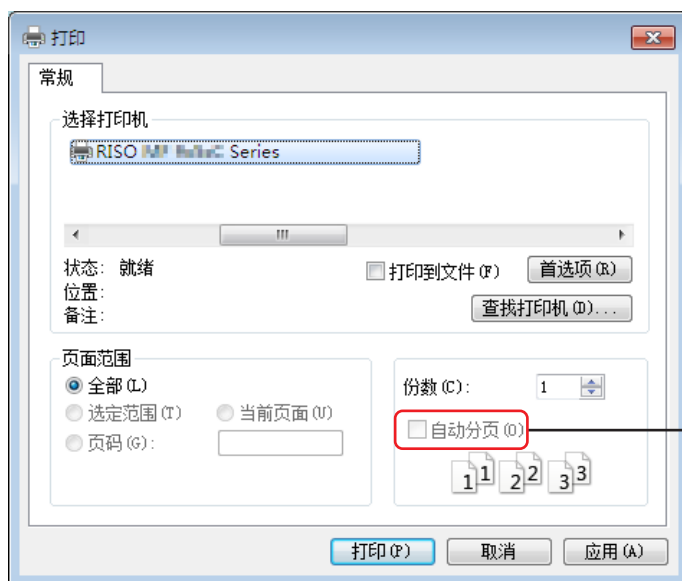 打印
常规
选择打印机
RISO Series
状态: 就绪
打印到文件(F)
首选项(R)
位置:
查找打印机(D)...
备注:
页面范围
全部(L)
份数(C): 1
选定范围(T) 当前页面(U)
自动分页(O)
页码(G):
1 1 2 2 3 3
打印(P) 取消 应用(A)